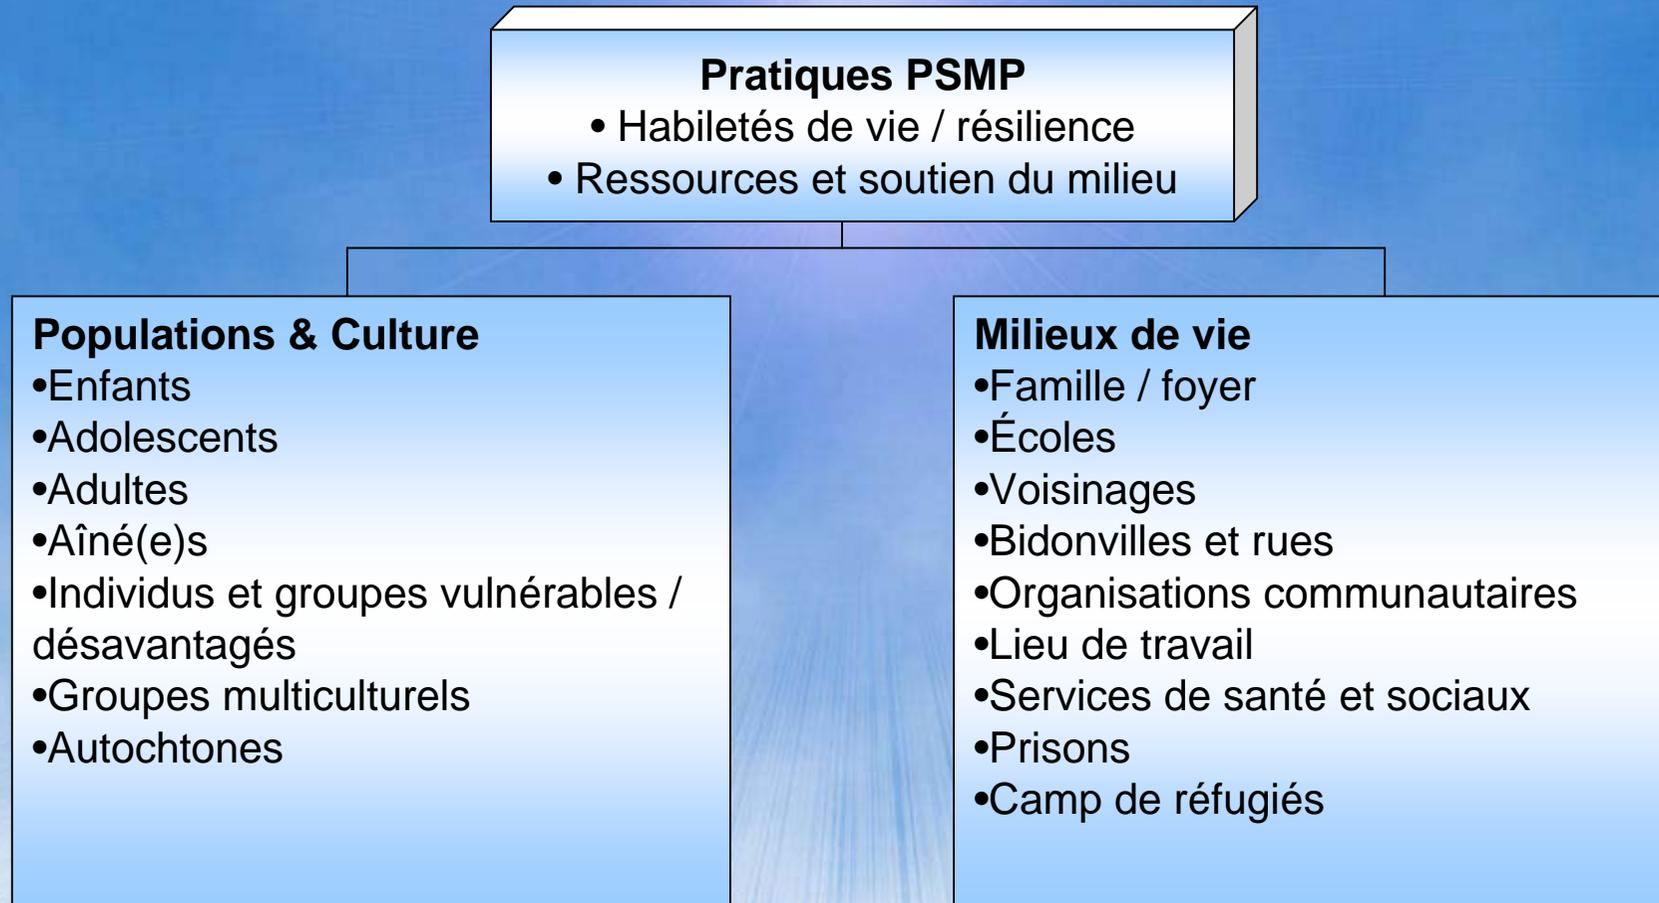 Pratiques PSMP
• Habiletés de vie / résilience
• Ressources et soutien du milieu
Populations & Culture
•Enfants
•Adolescents
•Adultes
•Aîné(e)s
•Individus et groupes vulnérables /
désavantagés
•Groupes multiculturels
•Autochtones
Milieux de vie
•Famille / foyer
•Écoles
•Voisinages
•Bidonvilles et rues
•Organisations communautaires
•Lieu de travail
•Services de santé et sociaux
•Prisons
•Camp de réfugiés